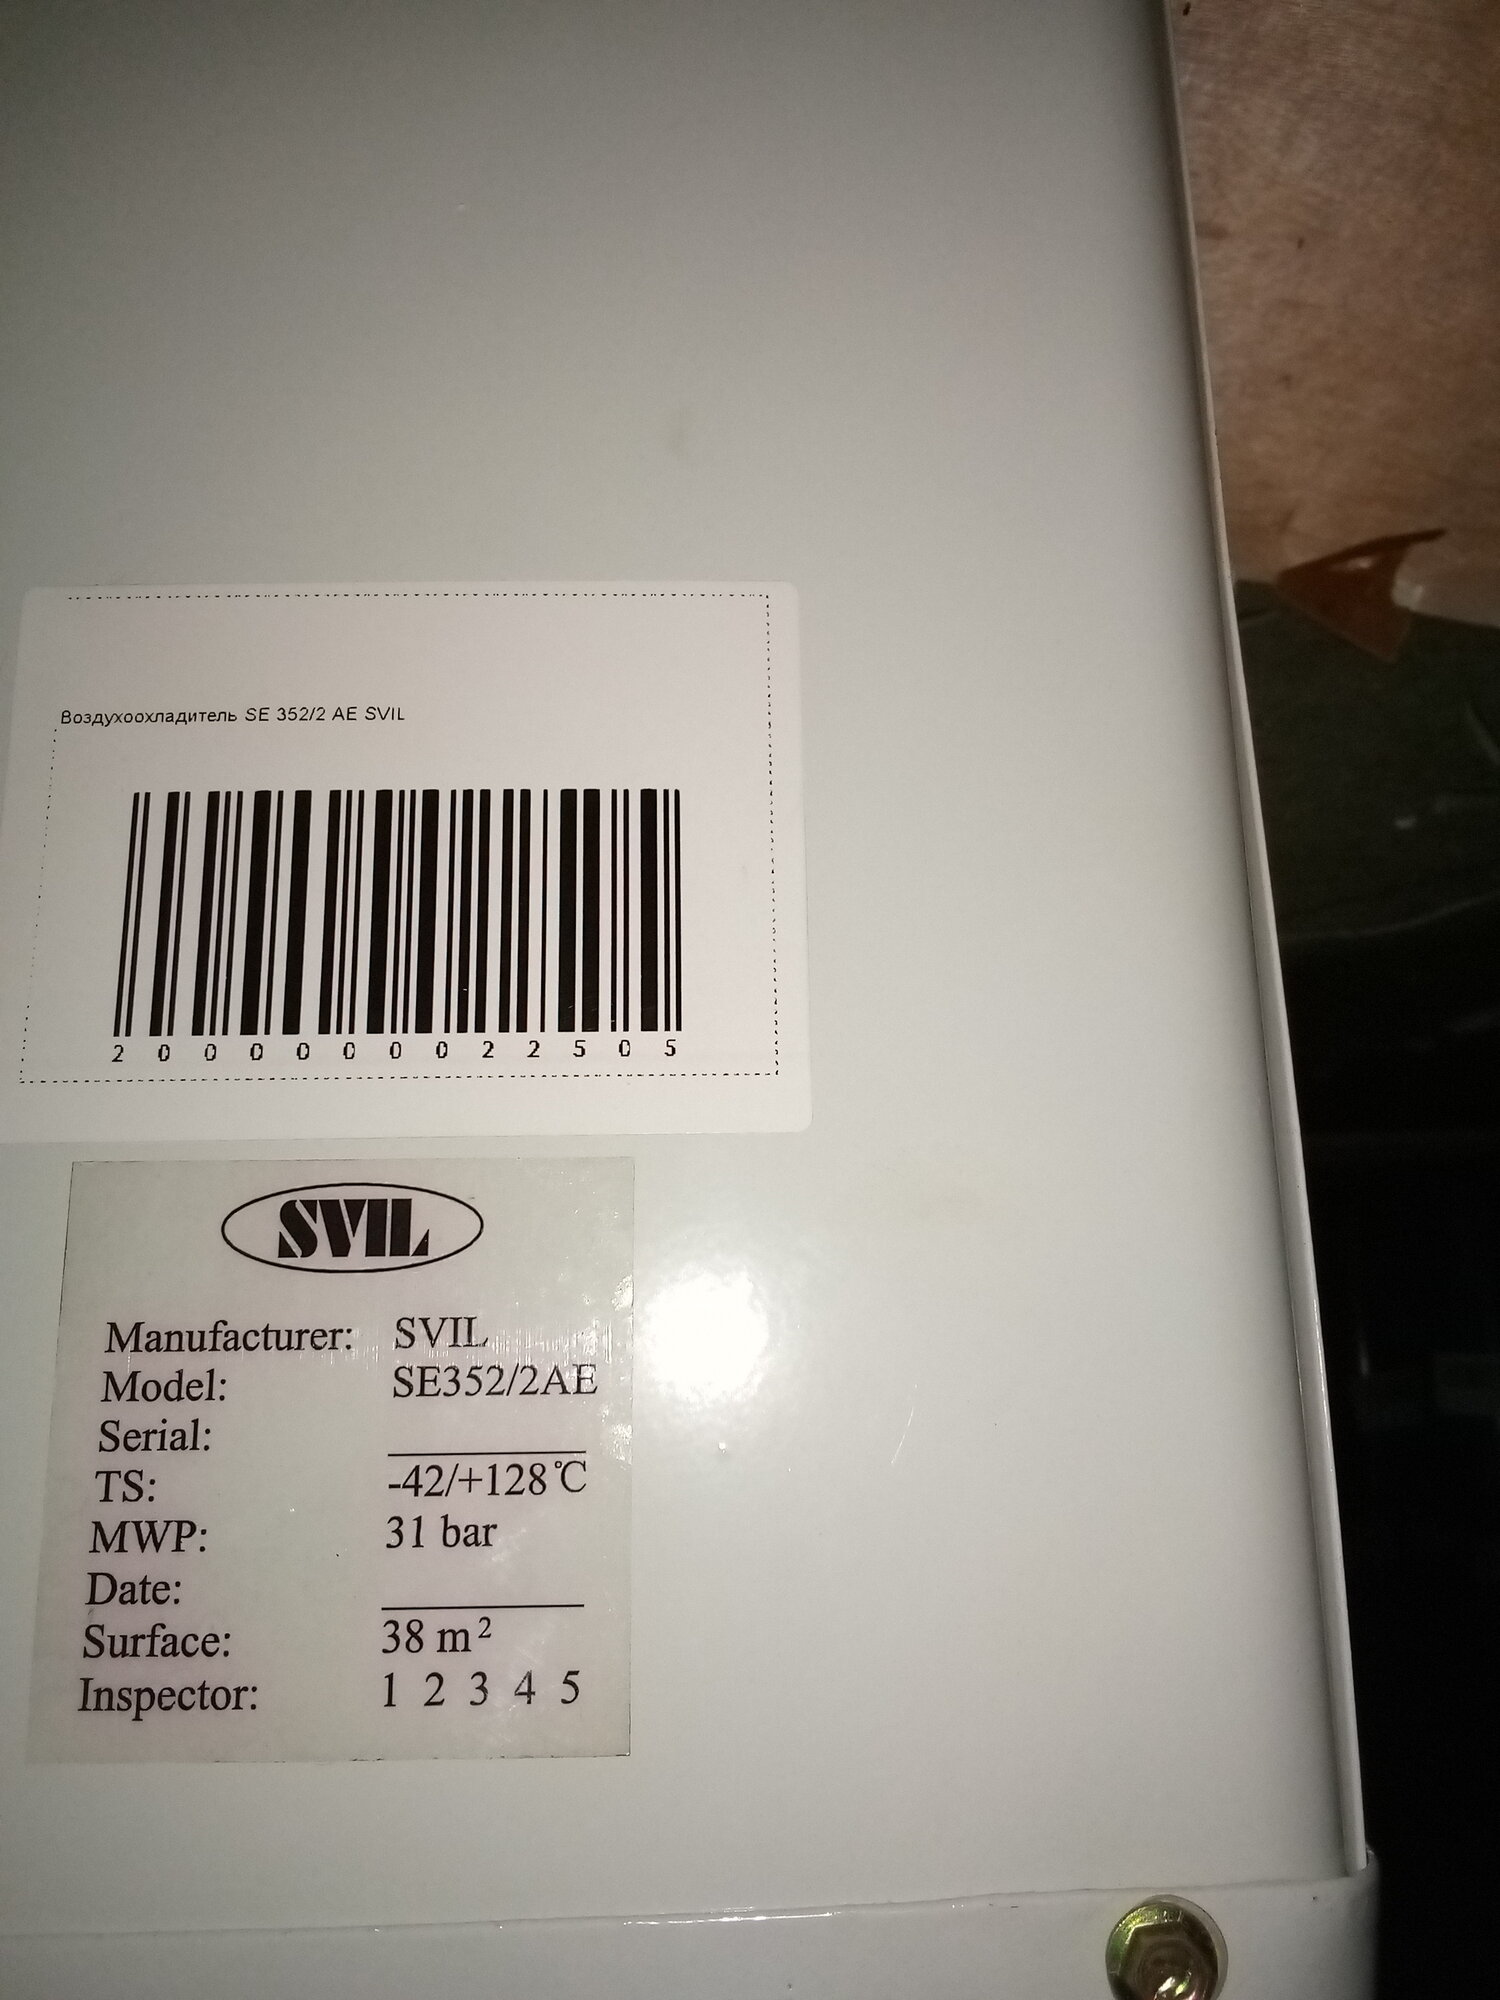 Воздухоохладитель SE 352/2 AE SVIL
2000000022505
SVIL
Manufacturer: SVIL
Model: SE352/2AE
Serial:
TS: -42/+128℃
MWP: 31 bar
Date:
Surface: 38 m²
Inspector: 1 2 3 4 5